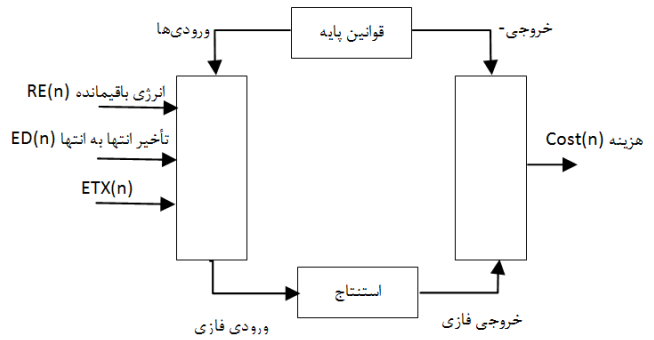 ورودی‌ها
قوانین پایه
خروجی-
انرژی باقیمانده RE(n)
تأخیر انتها به انتها ED(n)
ETX(n)
هزینه Cost(n)
استنتاج
ورودی فازی
خروجی فازی